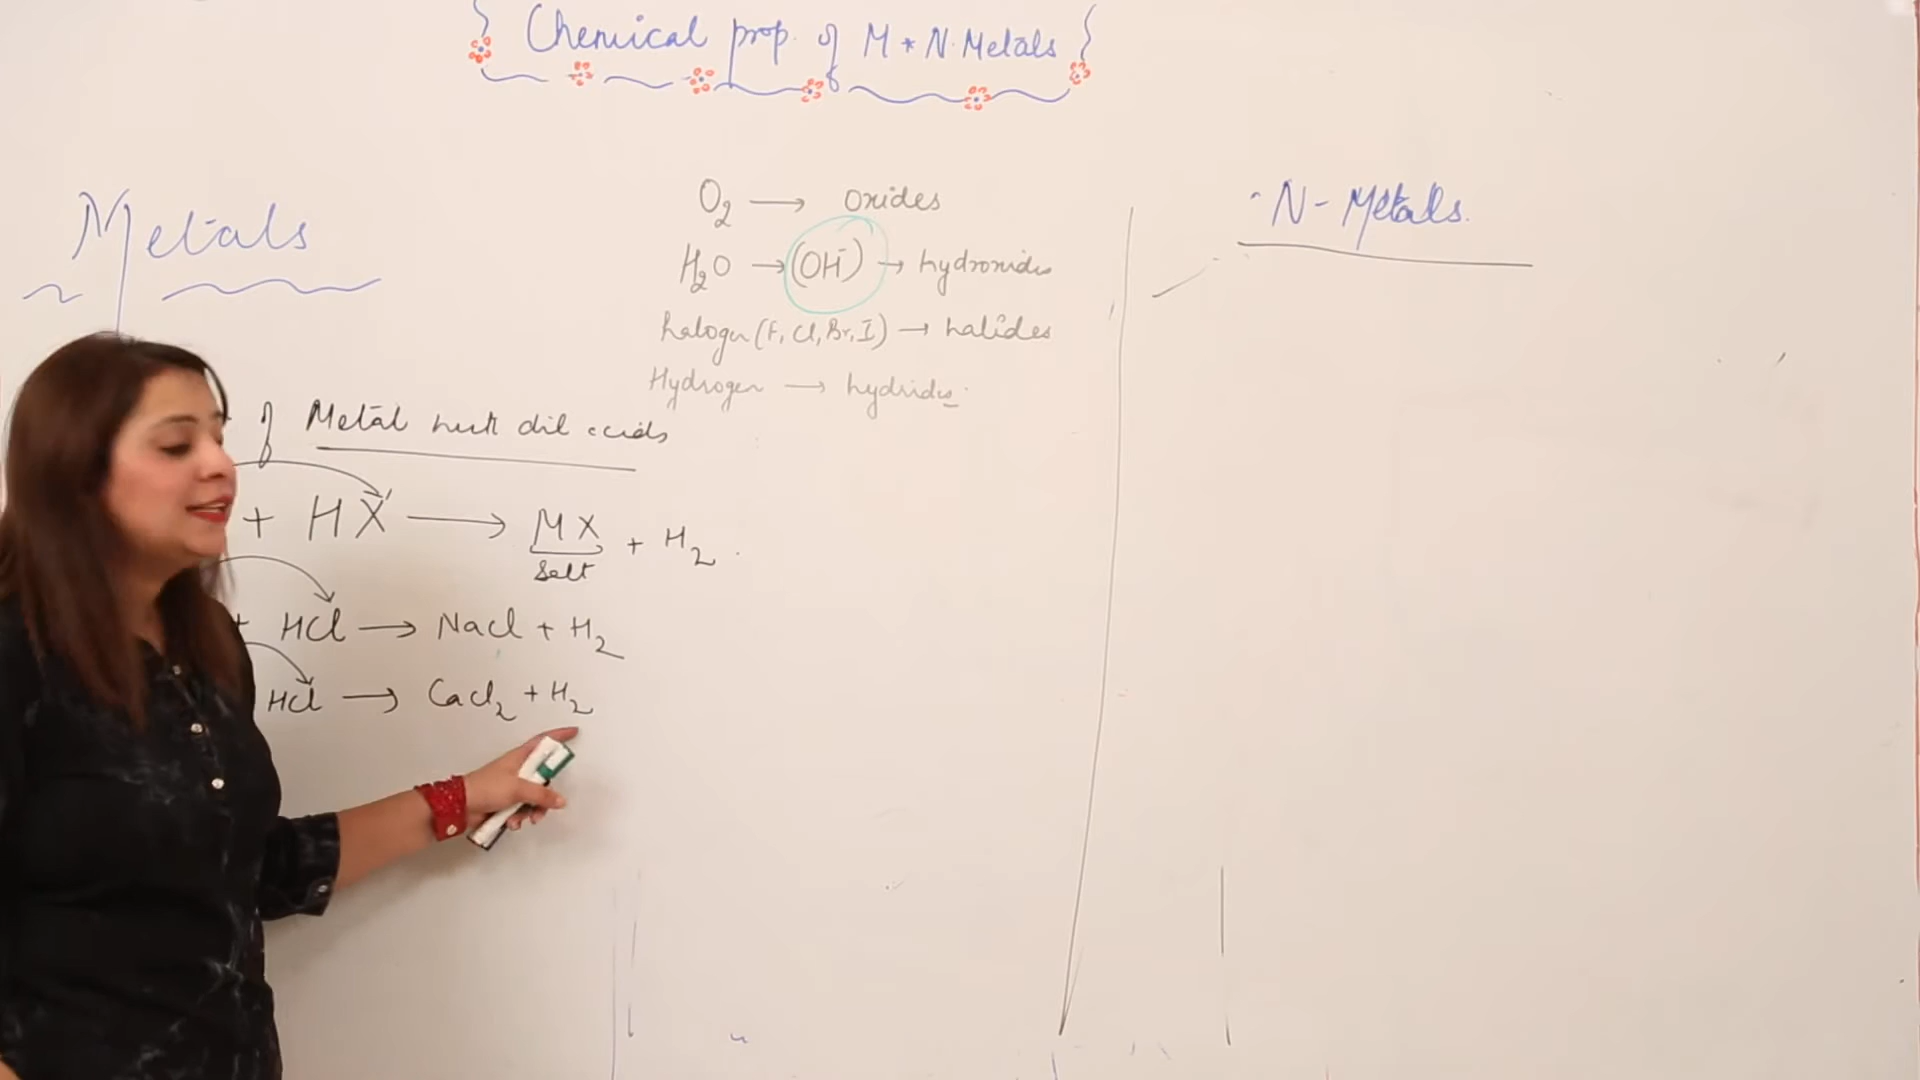 Chemical prop. of M * N. Metals
Metals
O2 → oxides
H2O → (OH-) → hydroxides
halogen (F, Cl, Br, I) → halides
Hydrogen → hydrides
N - Metals.
of Metal dil acids
+ HX → MX + H2
Salt
+ HCl → NaCl + H2
HCl → CaCl2 + H2